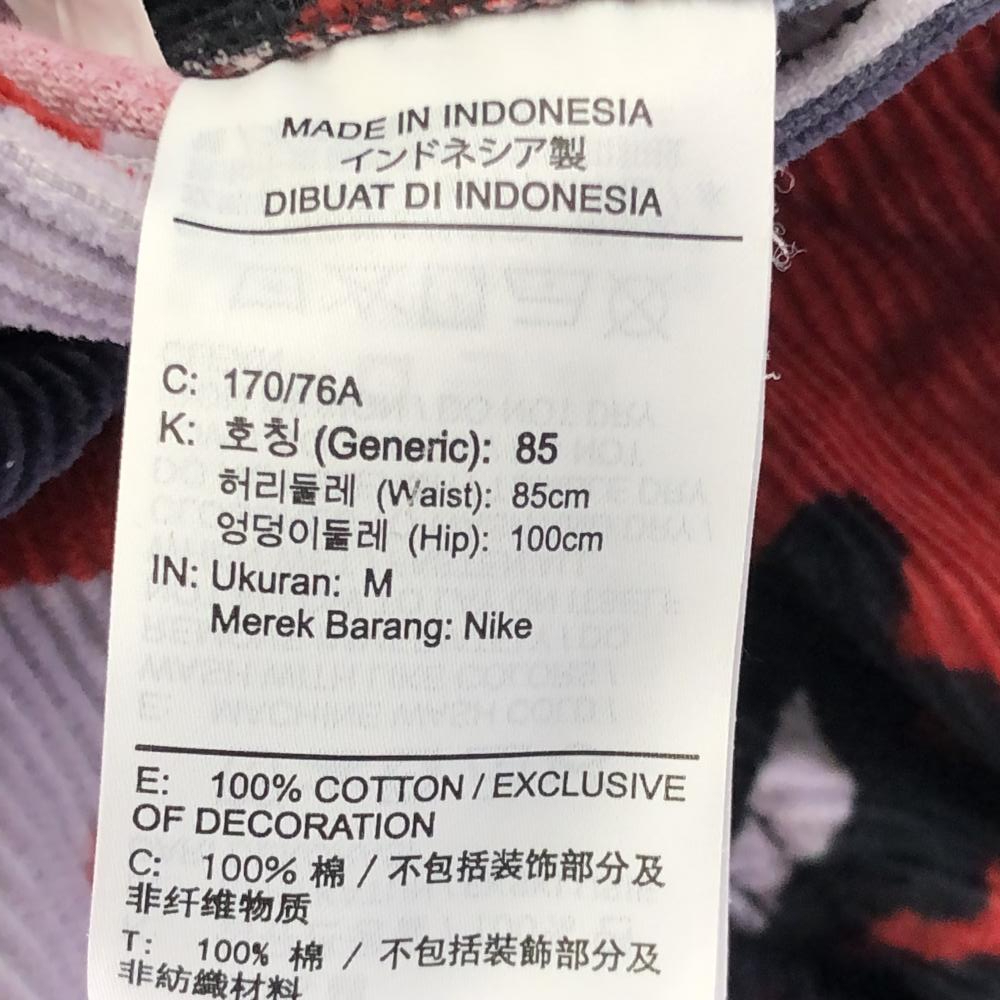 MADE IN INDONESIA
インドネシア製
DIBUAT DI INDONESIA
C: 170/76A
K: 호칭 (Generic): 85
허리둘레 (Waist): 85cm
엉덩이둘레 (Hip): 100cm
IN: Ukuran: M
Merek Barang: Nike
E: 100% COTTON / EXCLUSIVE
OF DECORATION
C: 100% 棉 / 不包括装饰部分及
非纤维物质
T: 100% 棉 / 不包括裝飾部分及
非紡織材料